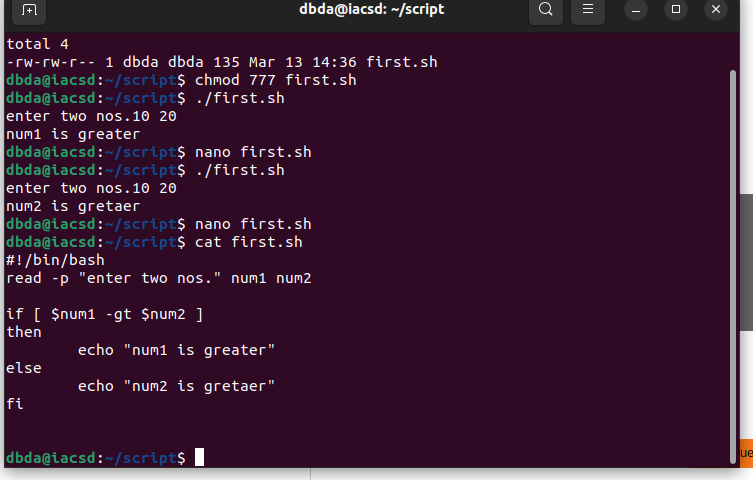 dbda@iacsd: ~/script
total 4
-rw-rw-r-- 1 dbda dbda 135 Mar 13 14:36 first.sh
dbda@iacsd:~/script$ chmod 777 first.sh
dbda@iacsd:~/script$ ./first.sh
enter two nos.10 20
num1 is greater
dbda@iacsd:~/script$ nano first.sh
dbda@iacsd:~/script$ ./first.sh
enter two nos.10 20
num2 is gretaer
dbda@iacsd:~/script$ nano first.sh
dbda@iacsd:~/script$ cat first.sh
#!/bin/bash
read -p "enter two nos." num1 num2

if [ $num1 -gt $num2 ]
then
        echo "num1 is greater"
else
        echo "num2 is gretaer"
fi


dbda@iacsd:~/script$
ue